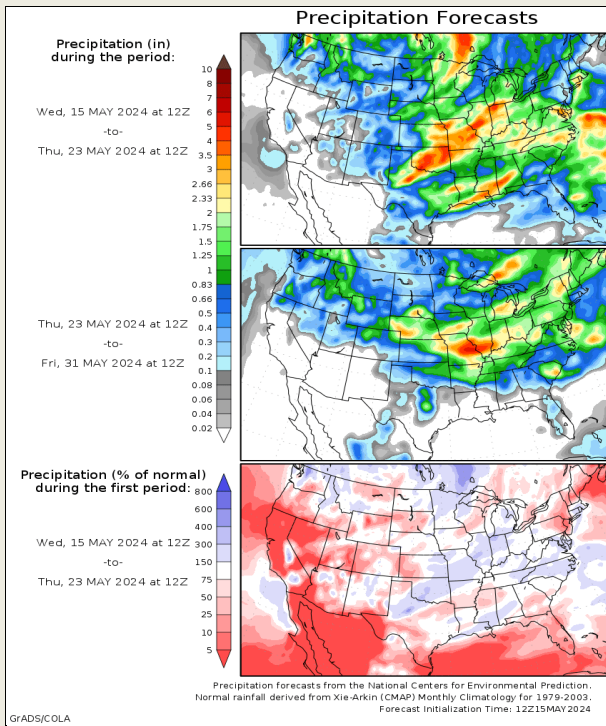 Precipitation Forecasts
Precipitation (in)
during the period:
Wed, 15 MAY 2024 at 12Z
-to-
Thu, 23 MAY 2024 at 12Z
10
8
7
6
5
4
3.5
3
2.66
2.33
2
1.75
1.5
1.25
1
0.83
0.66
0.5
0.4
0.3
0.2
0.1
0.08
0.06
0.04
0.02
Thu, 23 MAY 2024 at 12Z
-to-
Fri, 31 MAY 2024 at 12Z
Precipitation (% of normal)
during the first period:
Wed, 15 MAY 2024 at 12Z
-to-
Thu, 23 MAY 2024 at 12Z
800
600
400
300
150
75
50
25
10
5
Precipitation forecasts from the National Centers for Environmental Prediction.
Normal rainfall derived from Xie-Arkin (CMAP) Monthly Climatology for 1979-2003.
Forecast Initialization Time: 12Z15MAY2024
GrADS/COLA